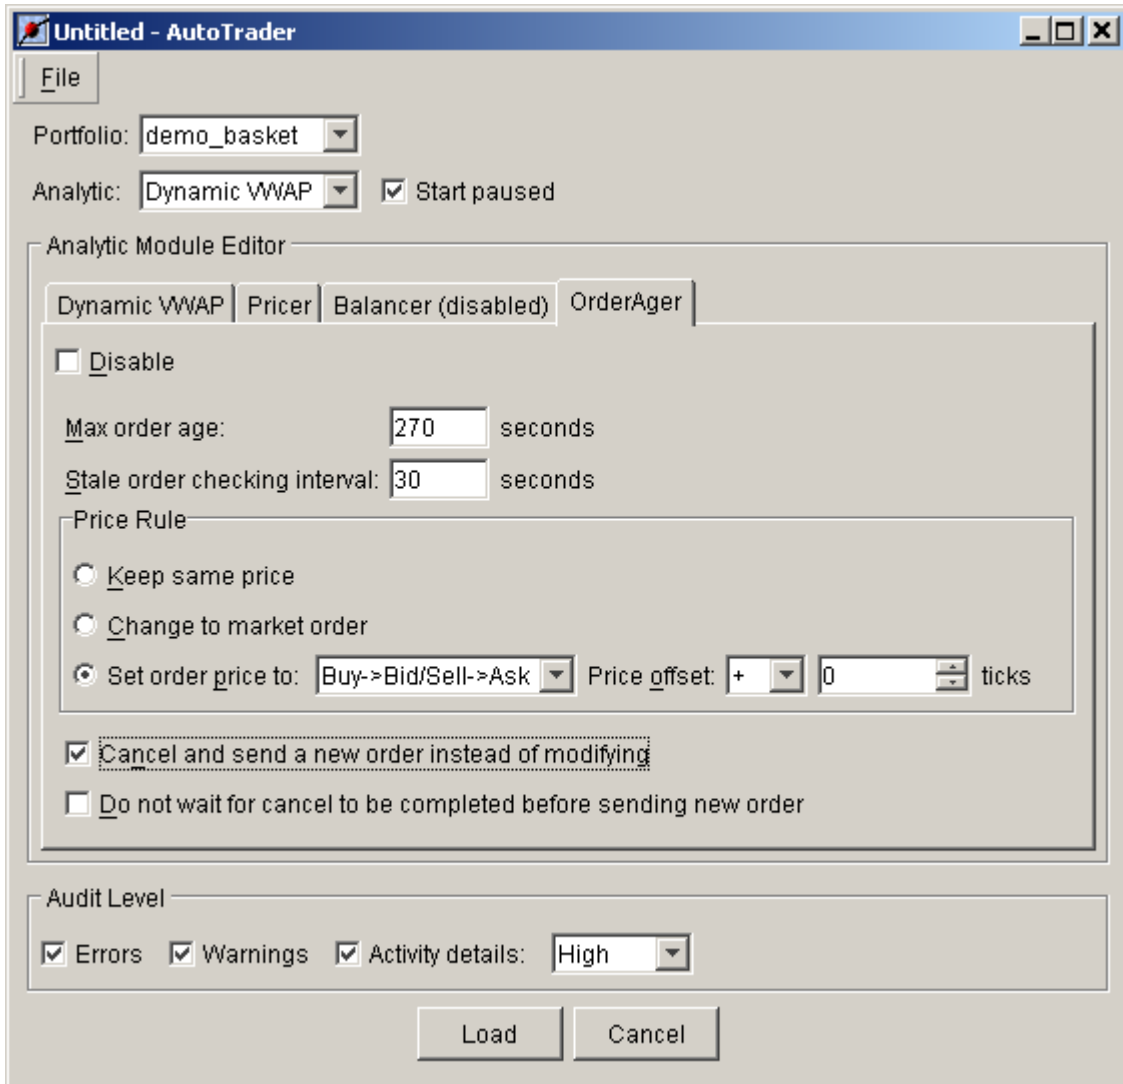 Untitled - AutoTrader
File
Portfolio: demo_basket
Analytic: Dynamic VWAP Start paused
Analytic Module Editor
Dynamic VWAP Pricer Balancer (disabled) OrderAger
Disable
Max order age: 270 seconds
Stale order checking interval: 30 seconds
Price Rule
Keep same price
Change to market order
Set order price to: Buy->Bid/Sell->Ask Price offset: + 0 ticks
Cancel and send a new order instead of modifying
Do not wait for cancel to be completed before sending new order
Audit Level
Errors Warnings Activity details: High
Load Cancel